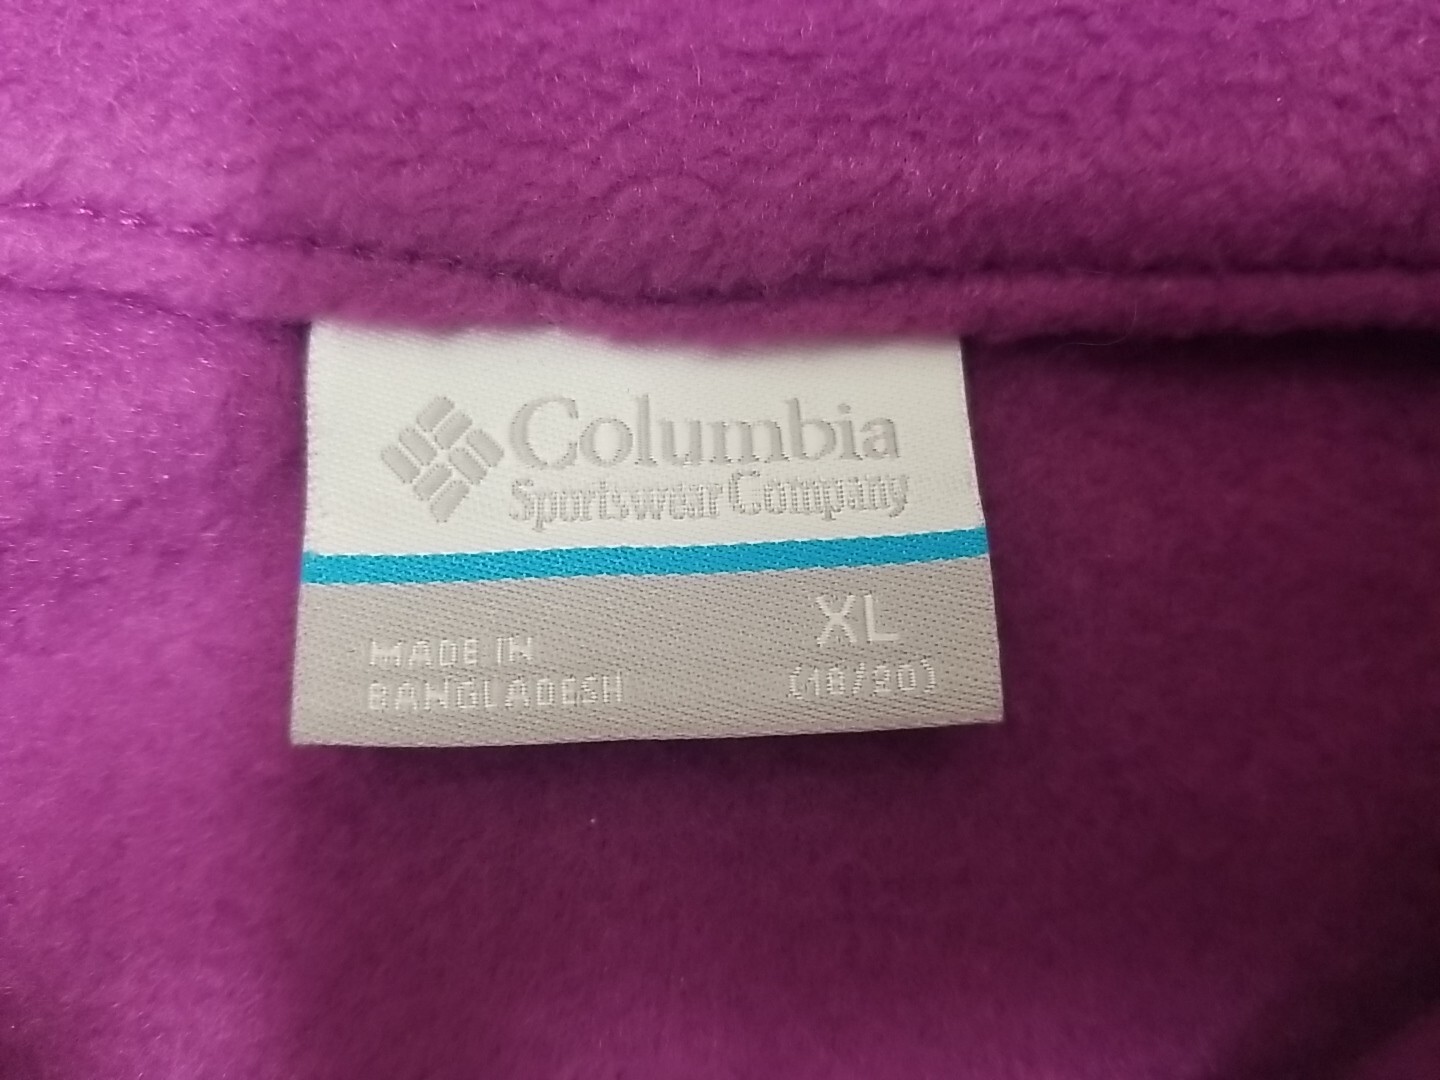 Columbia
Sportswear Company
XL
MADE IN
BANGLADESH
(18/20)